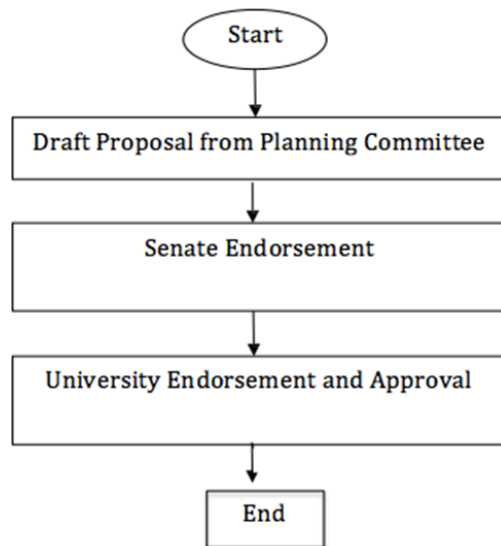 Start
Draft Proposal from Planning Committee
Senate Endorsement
University Endorsement and Approval
End